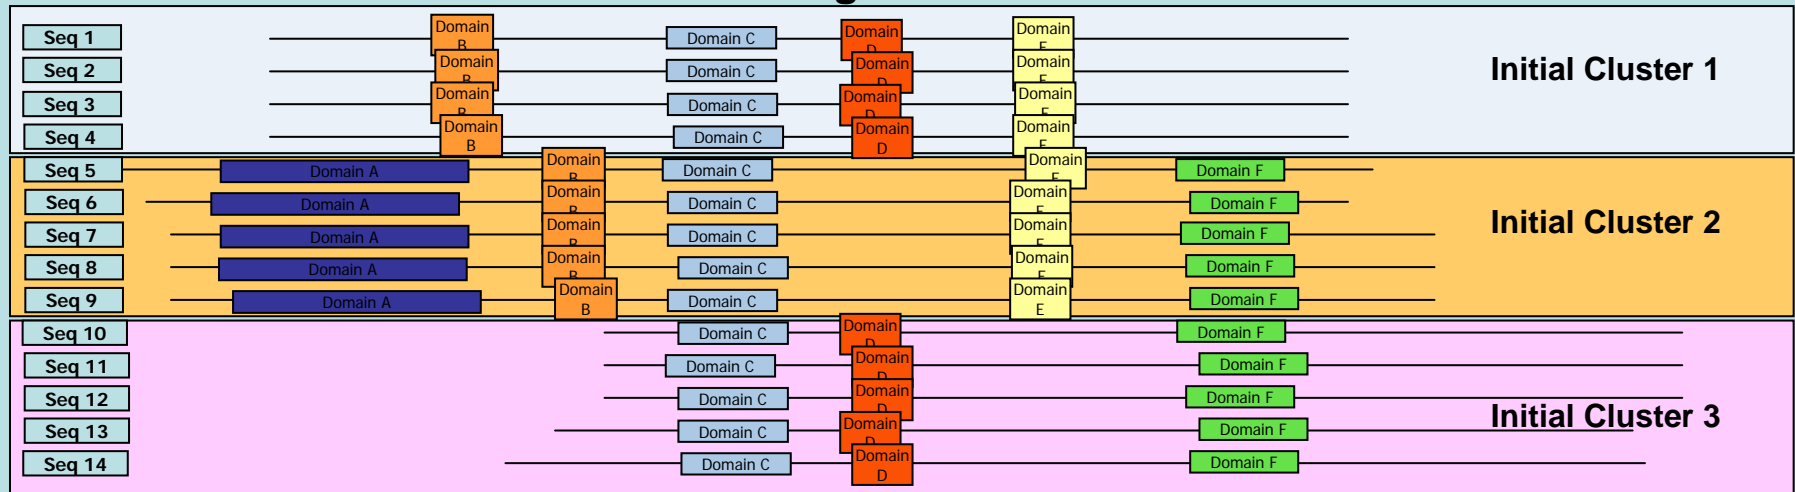 Seq 1
Domain B
Domain C
Domain D
Domain E
Initial Cluster 1
Seq 2
Domain B
Domain C
Domain D
Domain E
Seq 3
Domain B
Domain C
Domain D
Domain E
Seq 4
Domain B
Domain C
Domain D
Domain E
Seq 5
Domain A
Domain B
Domain C
Domain E
Domain F
Initial Cluster 2
Seq 6
Domain A
Domain B
Domain C
Domain E
Domain F
Seq 7
Domain A
Domain B
Domain C
Domain E
Domain F
Seq 8
Domain A
Domain B
Domain C
Domain E
Domain F
Seq 9
Domain A
Domain B
Domain C
Domain E
Domain F
Seq 10
Domain C
Domain D
Domain F
Initial Cluster 3
Seq 11
Domain C
Domain D
Domain F
Seq 12
Domain C
Domain D
Domain F
Seq 13
Domain C
Domain D
Domain F
Seq 14
Domain C
Domain D
Domain F